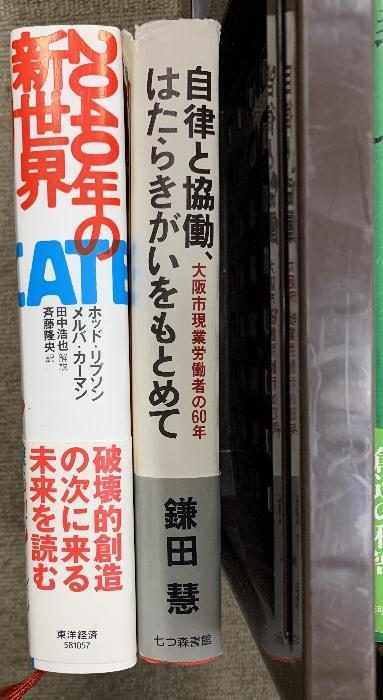 2040年の
新世界
CATE
ホッド・リプソン
メルバ・カーマン
田中浩也 解説
斉藤隆央 訳
破壊的創造
の次に来る
未来を読む
東洋経済
581057
自律と協働、
はたらきがいをもとめて
大阪市現業労働者の60年
鎌田 慧
七つ森書館